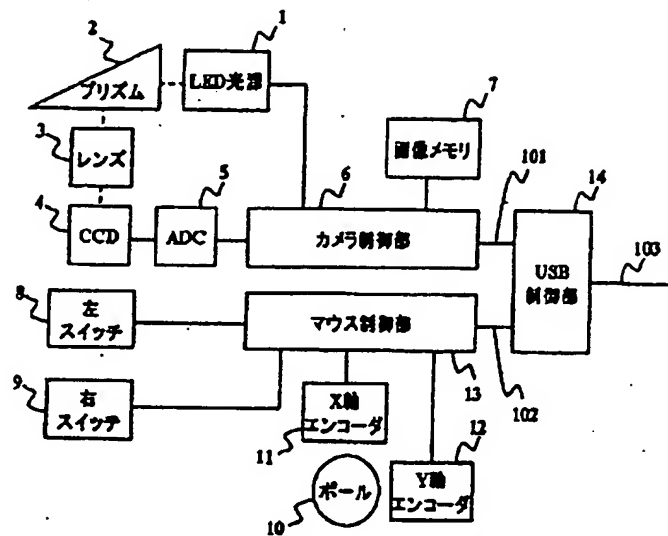 2
1
プリズム
LED光源
7
画像メモリ
3
レンズ
4
CCD
5
ADC
6
カメラ制御部
101
14
USB
制御部
103
8
左
スイッチ
マウス制御部
13
102
9
右
スイッチ
X軸
エンコーダ
11
12
Y軸
エンコーダ
ボール
10